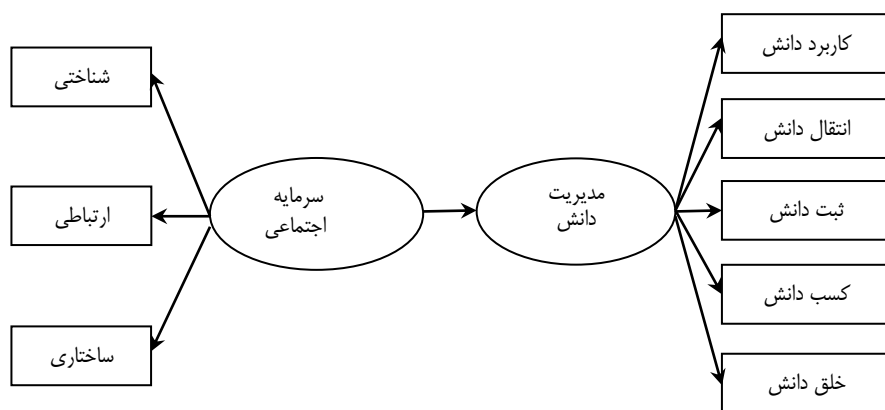 کاربرد دانش
شناختی
انتقال دانش
سرمایه
اجتماعی
مدیریت
دانش
ارتباطی
ثبت دانش
کسب دانش
ساختاری
خلق دانش